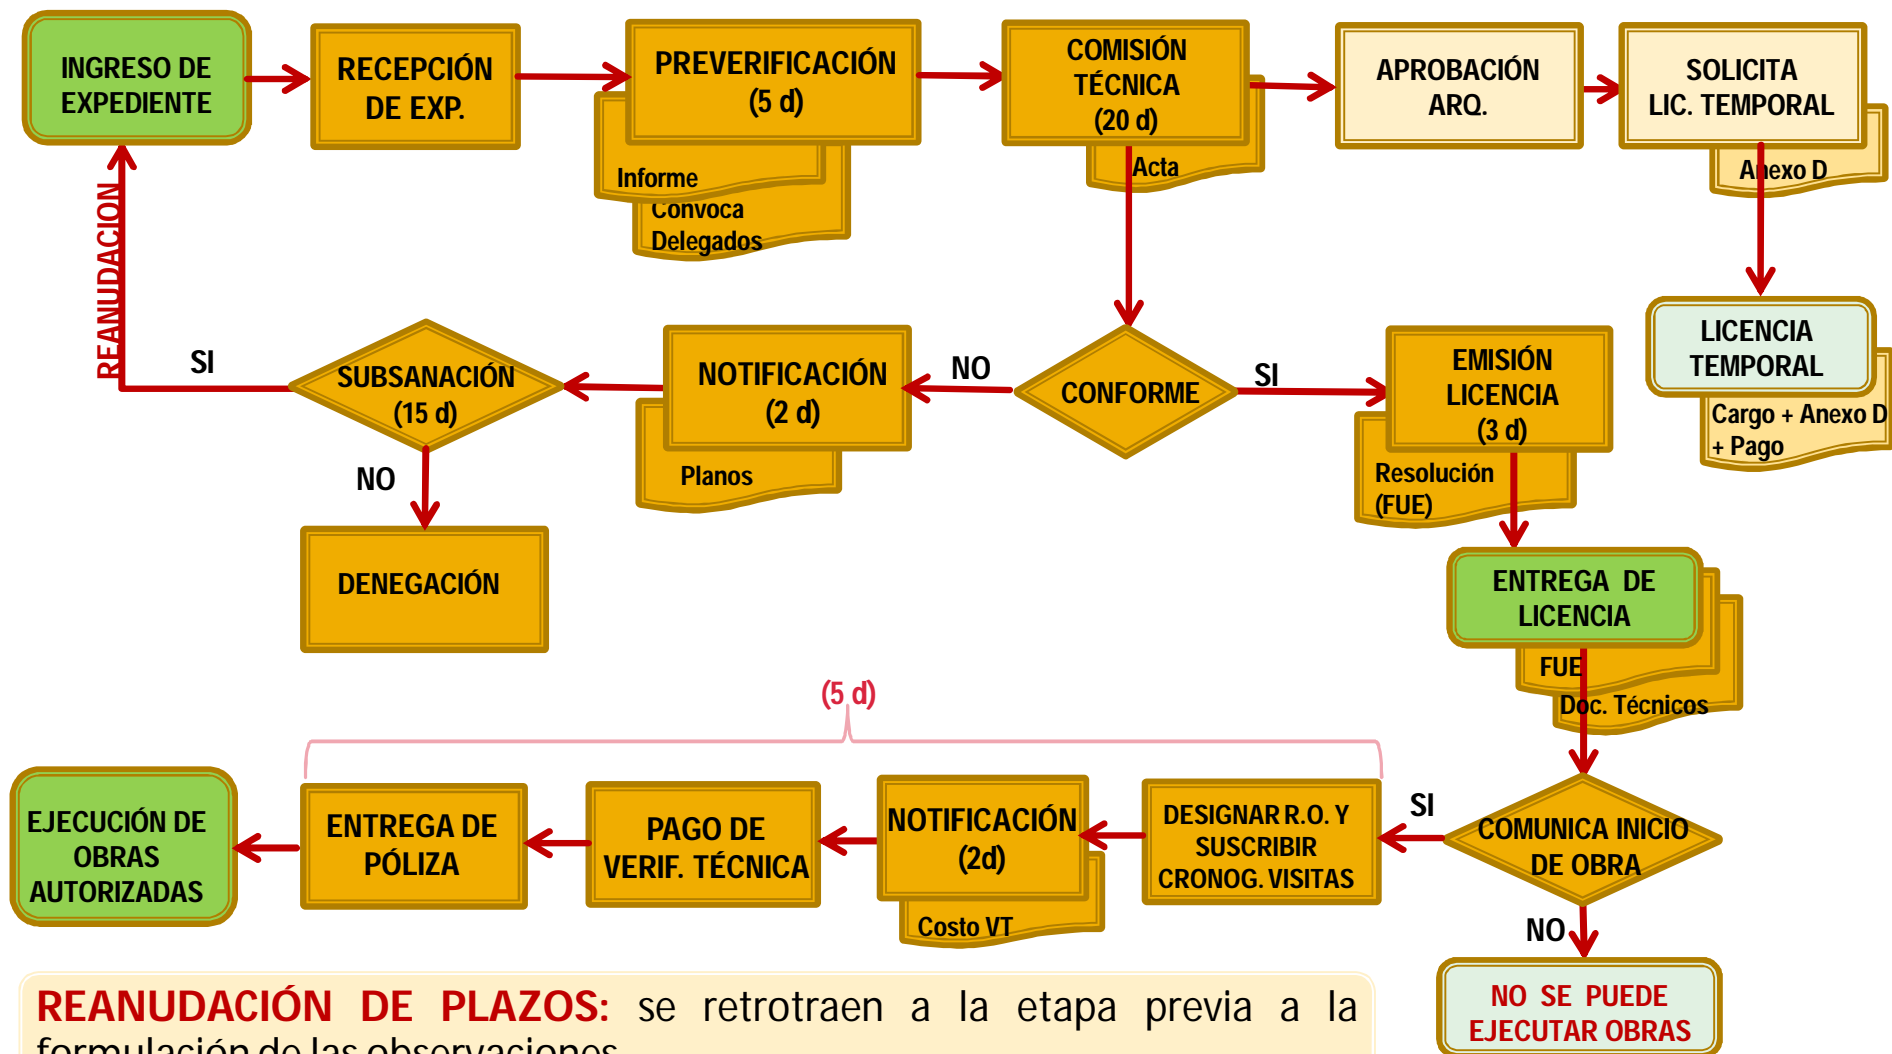 INGRESO DE
EXPEDIENTE
RECEPCIÓN
DE EXP.
PREVERIFICACIÓN
(5 d)
Informe
Convoca
Delegados
COMISIÓN
TÉCNICA
(20 d)
Acta
APROBACIÓN
ARQ.
SOLICITA
LIC. TEMPORAL
Anexo D
LICENCIA
TEMPORAL
Cargo + Anexo D
+ Pago
REANUDACION
SI
SUBSANACIÓN
(15 d)
NO
DENEGACIÓN
NOTIFICACIÓN
(2 d)
Planos
NO
CONFORME
SI
EMISIÓN
LICENCIA
(3 d)
Resolución
(FUE)
ENTREGA DE
LICENCIA
FUE
Doc. Técnicos
(5 d)
EJECUCIÓN DE
OBRAS
AUTORIZADAS
ENTREGA DE
PÓLIZA
PAGO DE
VERIF. TÉCNICA
NOTIFICACIÓN
(2d)
Costo VT
DESIGNAR R.O. Y
SUSCRIBIR
CRONOG. VISITAS
SI
COMUNICA INICIO
DE OBRA
NO
NO SE PUEDE
EJECUTAR OBRAS
REANUDACIÓN DE PLAZOS: se retrotraen a la etapa previa a la
formulación de las observaciones